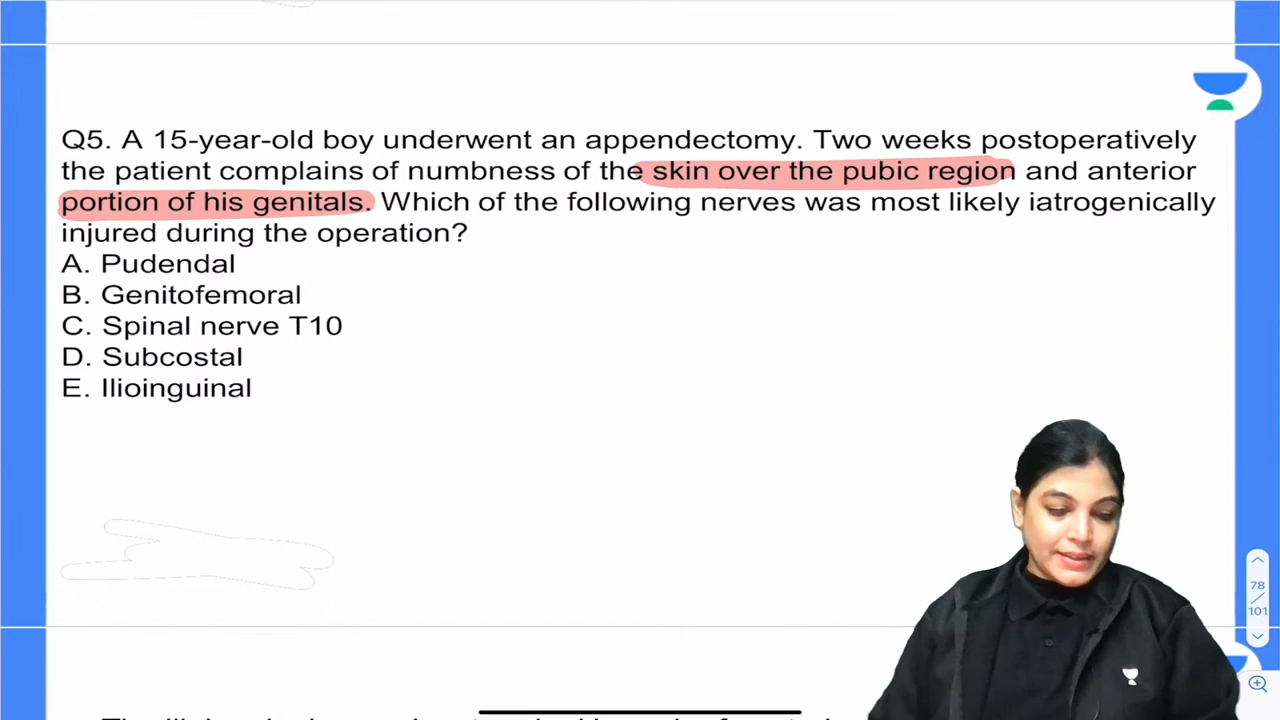 Q5. A 15-year-old boy underwent an appendectomy. Two weeks postoperatively
the patient complains of numbness of the skin over the pubic region and anterior
portion of his genitals. Which of the following nerves was most likely iatrogenically
injured during the operation?
A. Pudendal
B. Genitofemoral
C. Spinal nerve T10
D. Subcostal
E. Ilioinguinal
78
/
101